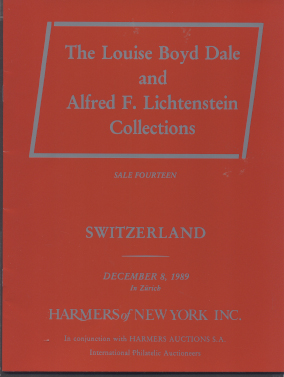 The Louise Boyd Dale
and
Alfred F. Lichtenstein
Collections
SALE FOURTEEN
SWITZERLAND
DECEMBER 8, 1989
In Zürich
HARMERS of NEW YORK INC.
In conjunction with HARMERS AUCTIONS S.A.
International Philatelic Auctioneers